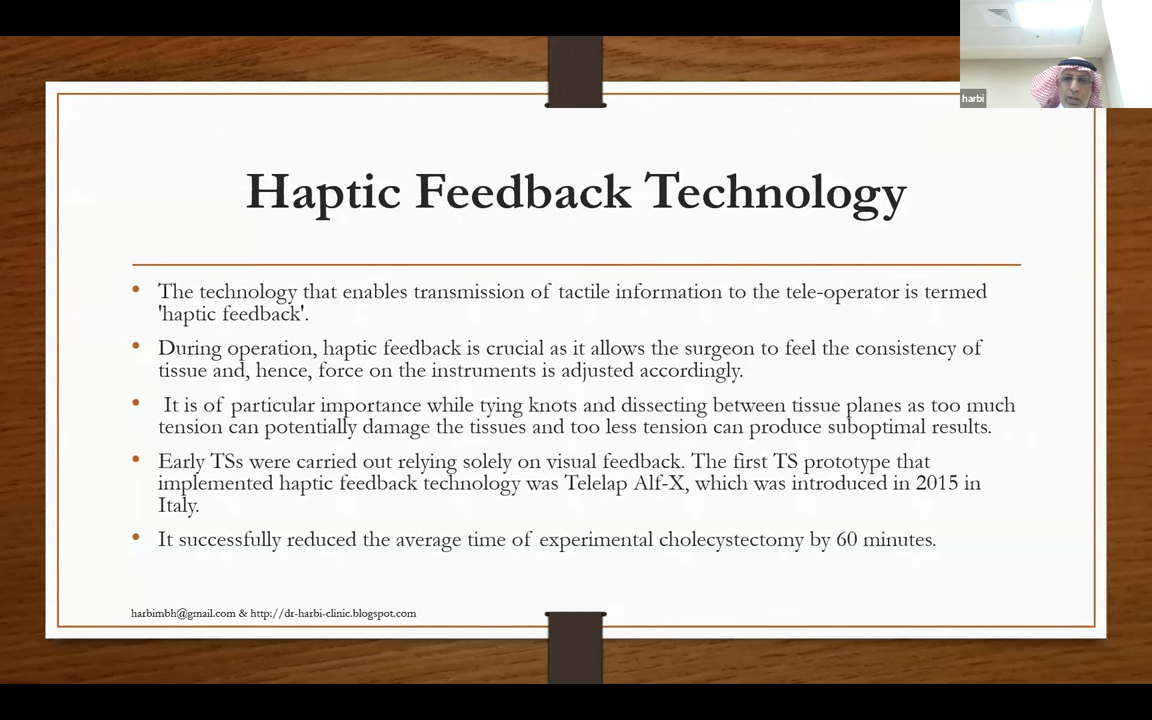 harbi
Haptic Feedback Technology
• The technology that enables transmission of tactile information to the tele-operator is termed
'haptic feedback'.
• During operation, haptic feedback is crucial as it allows the surgeon to feel the consistency of
tissue and, hence, force on the instruments is adjusted accordingly.
• It is of particular importance while tying knots and dissecting between tissue planes as too much
tension can potentially damage the tissues and too less tension can produce suboptimal results.
• Early TSs were carried out relying solely on visual feedback. The first TS prototype that
implemented haptic feedback technology was Telelap Alf-X, which was introduced in 2015 in
Italy.
• It successfully reduced the average time of experimental cholecystectomy by 60 minutes.
harbimbh@gmail.com & http://dr-harbi-clinic.blogspot.com